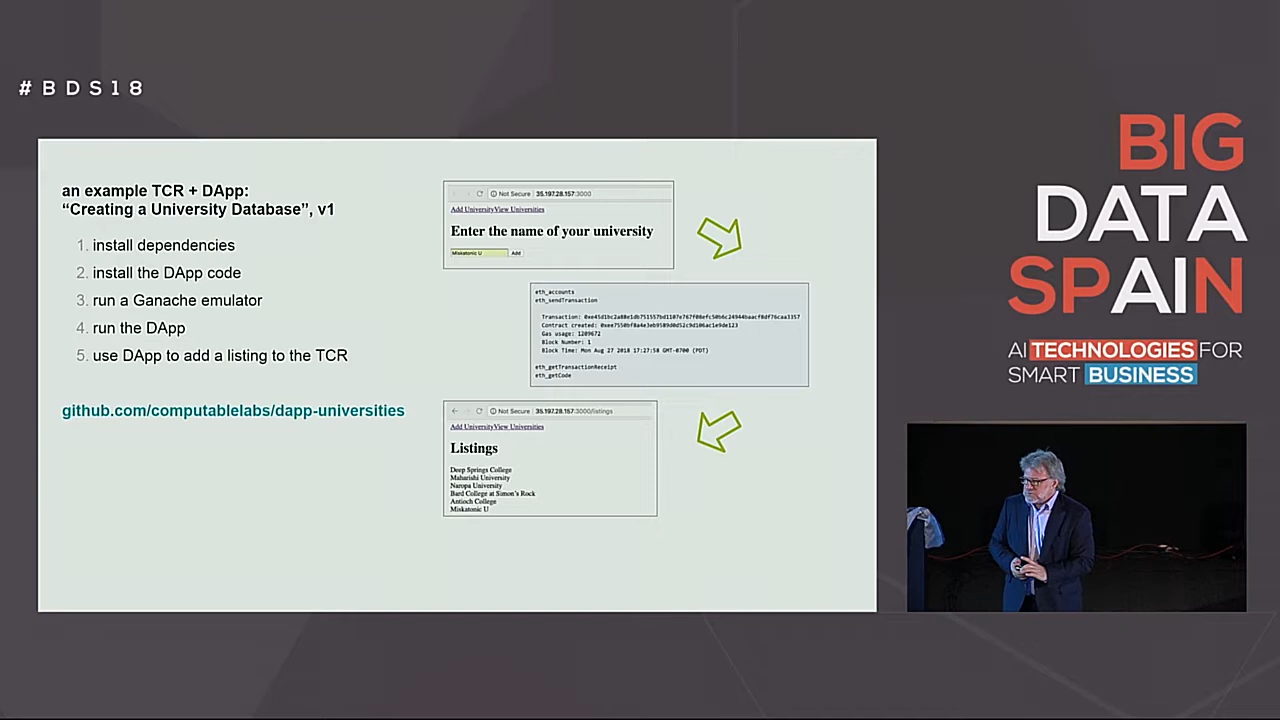 #BDS18
an example TCR + DApp:
“Creating a University Database”, v1
1. install dependencies
2. install the DApp code
3. run a Ganache emulator
4. run the DApp
5. use DApp to add a listing to the TCR
github.com/computablelabs/dapp-universities
Not Secure 35.197.28.157:3000
Add UniversityView Universities
Enter the name of your university
Miskatonic U Add
eth_accounts
eth_sendTransaction
Transaction:
Contract created:
Gas usage: 1209672
Block Number: 1
Block Time: Mon Aug 27 2018 17:27:58 GMT-0700 (PDT)
eth_getTransactionReceipt
eth_getCode
Not Secure 35.197.28.157:3000/listings
Add UniversityView Universities
Listings
Deep Springs College
Maharishi University
Naropa University
Bard College at Simon's Rock
Antioch College
Miskatonic U
BIG
DATA
SPAIN
AI TECHNOLOGIES FOR
SMART BUSINESS